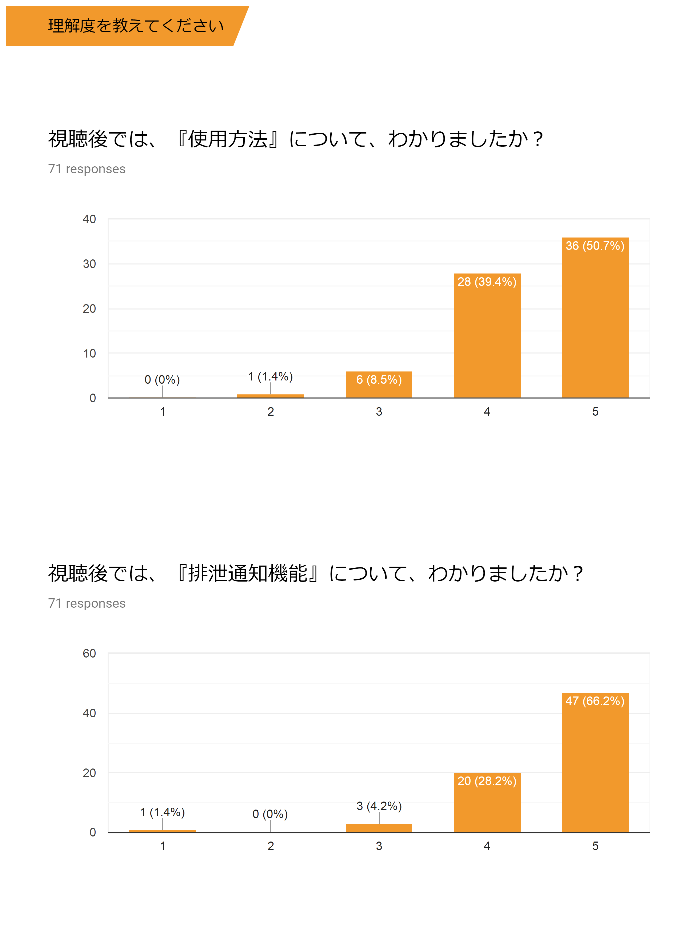 理解度を教えてください
視聴後では、『使用方法』について、わかりましたか？
71 responses
40
30
20
10
0
0 (0%)
1 (1.4%)
6 (8.5%)
28 (39.4%)
36 (50.7%)
1 2 3 4 5
視聴後では、『排泄通知機能』について、わかりましたか？
71 responses
60
40
20
0
1 (1.4%)
0 (0%)
3 (4.2%)
20 (28.2%)
47 (66.2%)
1 2 3 4 5